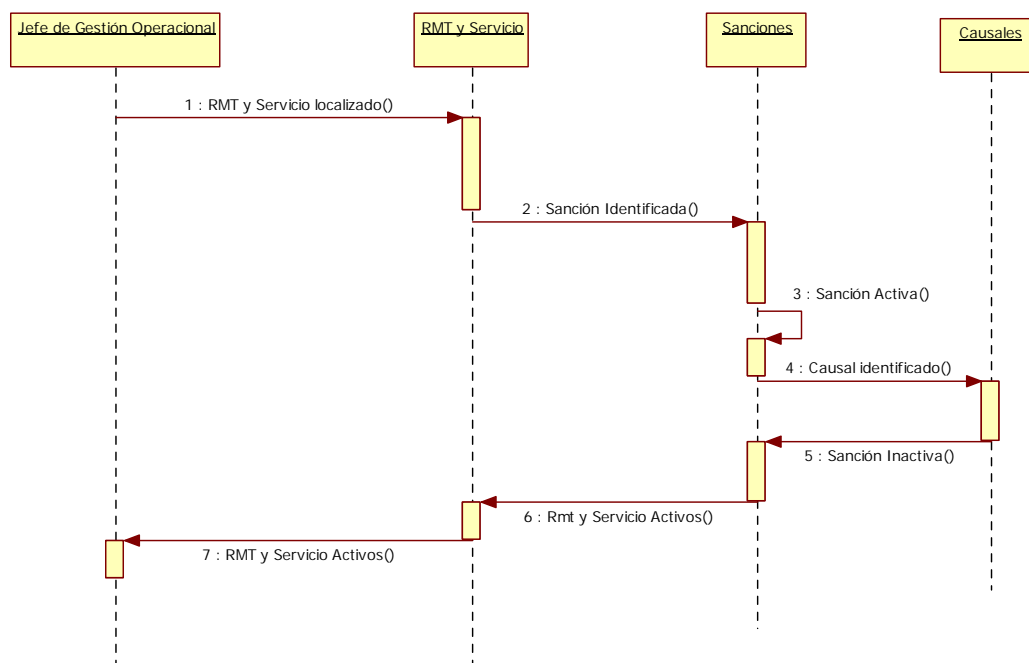 Jefe de Gestión Operacional
RMT y Servicio
Sanciones
Causales
1 : RMT y Servicio localizado()
2 : Sanción Identificada()
3 : Sanción Activa()
4 : Causal identificado()
5 : Sanción Inactiva()
6 : Rmt y Servicio Activos()
7 : RMT y Servicio Activos()